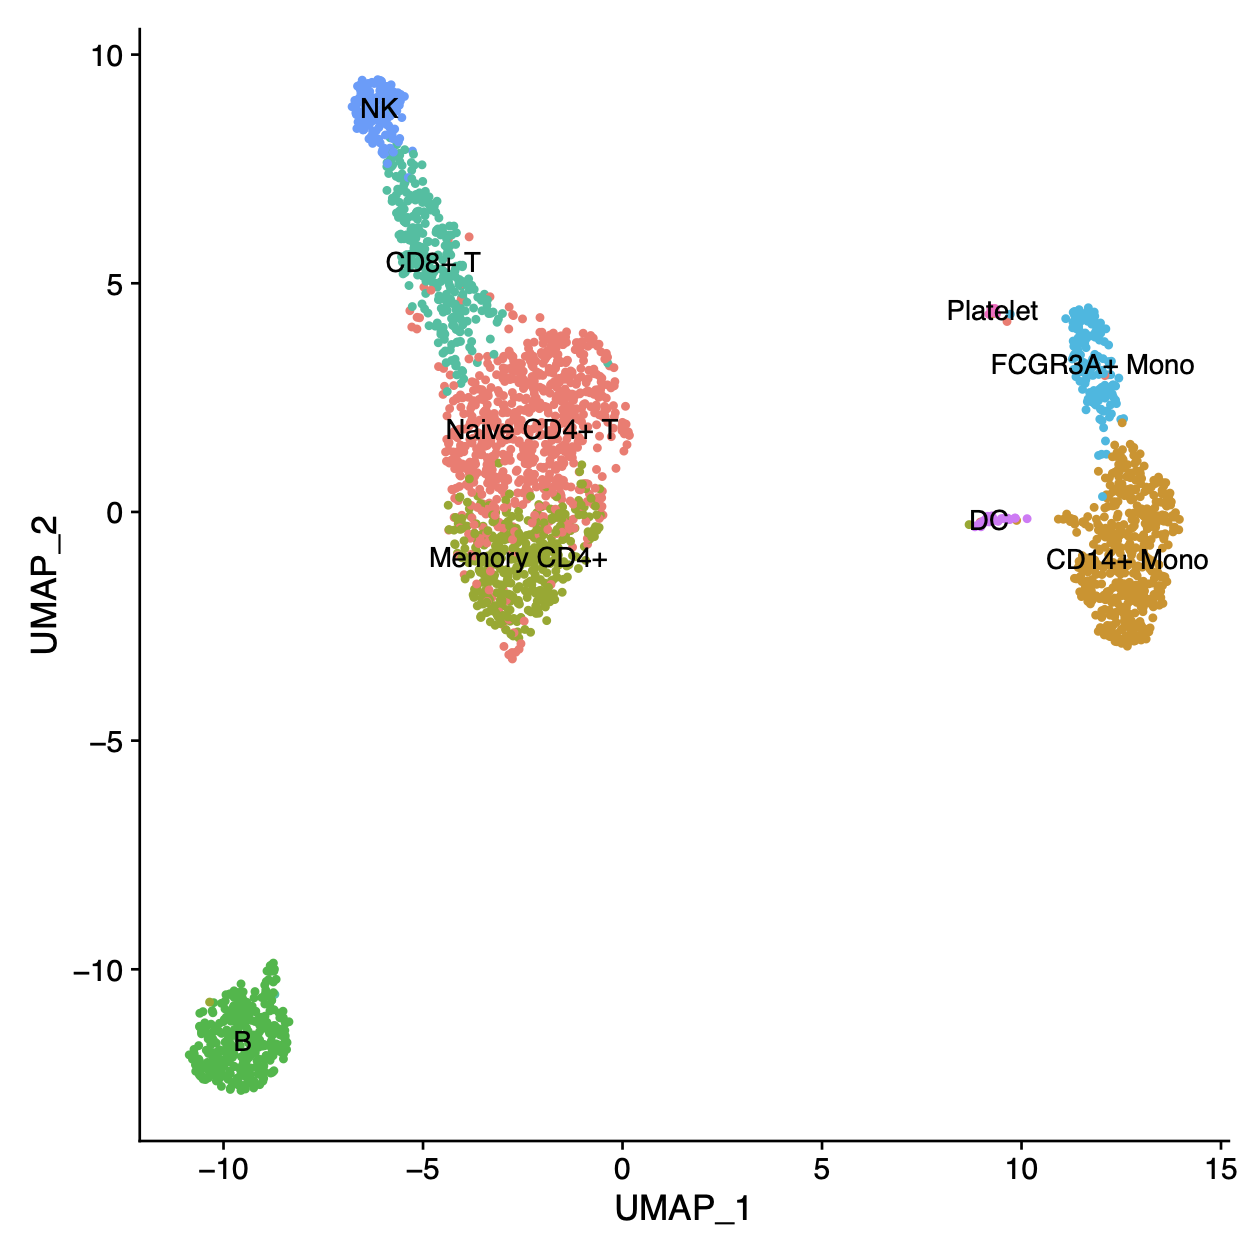 10
5
0
−5
−10
UMAP_2
NK
CD8+ T
Platelet
FCGR3A+ Mono
Naive CD4+ T
DC
Memory CD4+
CD14+ Mono
B
−10
−5
0
5
10
15
UMAP_1